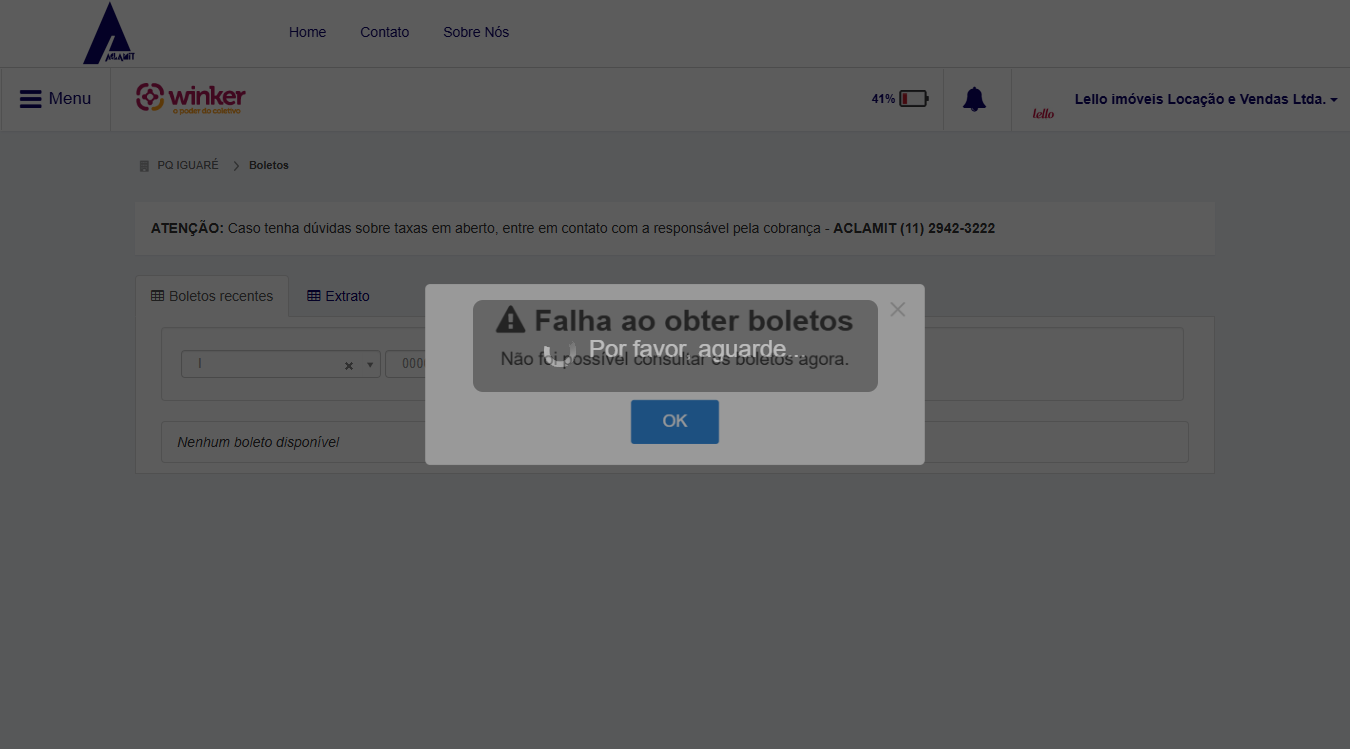 ACLAMIT
Home Contato Sobre Nós
Menu
winker
o poder do coletivo
41%
lello
Lello imóveis Locação e Vendas Ltda.
PQ IGUARÉ > Boletos
ATENÇÃO: Caso tenha dúvidas sobre taxas em aberto, entre em contato com a responsável pela cobrança - ACLAMIT (11) 2942-3222
Boletos recentes Extrato
Falha ao obter boletos
Por favor, aguarde...
Não foi possível consultar os boletos agora.
I × 000
OK
Nenhum boleto disponível